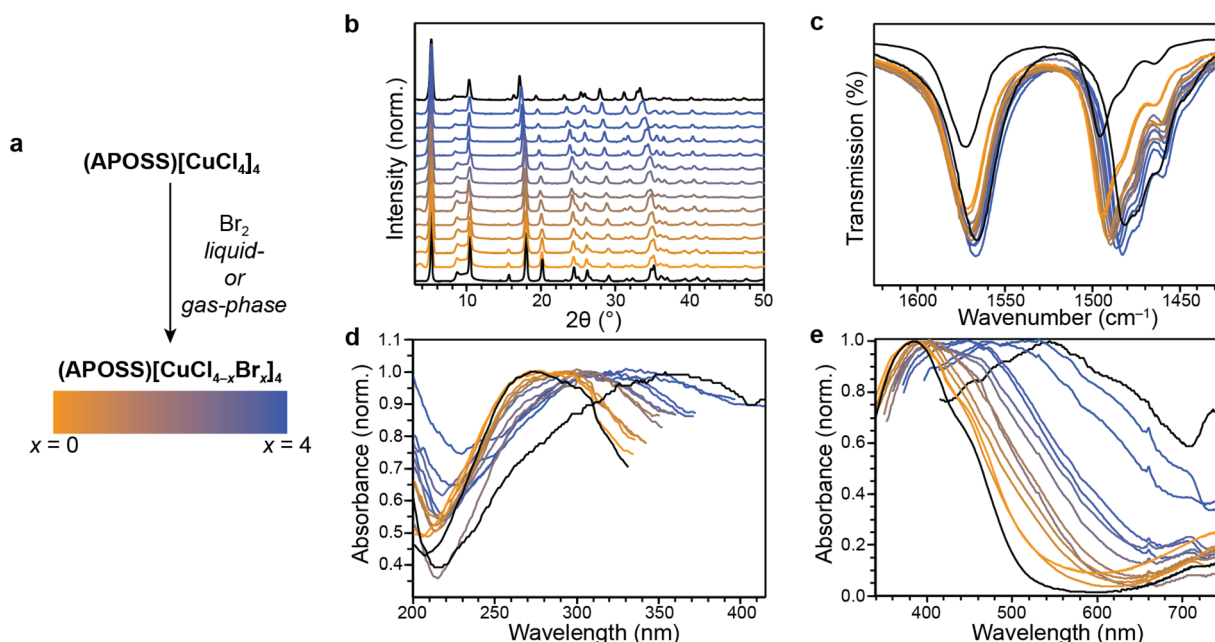 a
(APOSS)[CuCl₄]₄
Br₂
liquid-
or
gas-phase
(APOSS)[CuCl₄₋ₓBrₓ]₄
x = 0
x = 4
b
Intensity (norm.)
10
20
30
40
50
2θ (°)
c
Transmission (%)
1600
1550
1500
1450
Wavenumber (cm⁻¹)
d
Absorbance (norm.)
1.1
1.0
0.9
0.8
0.7
0.6
0.5
0.4
200
250
300
350
400
Wavelength (nm)
e
Absorbance (norm.)
1.0
0.8
0.6
0.4
0.2
0.0
400
500
600
700
Wavelength (nm)